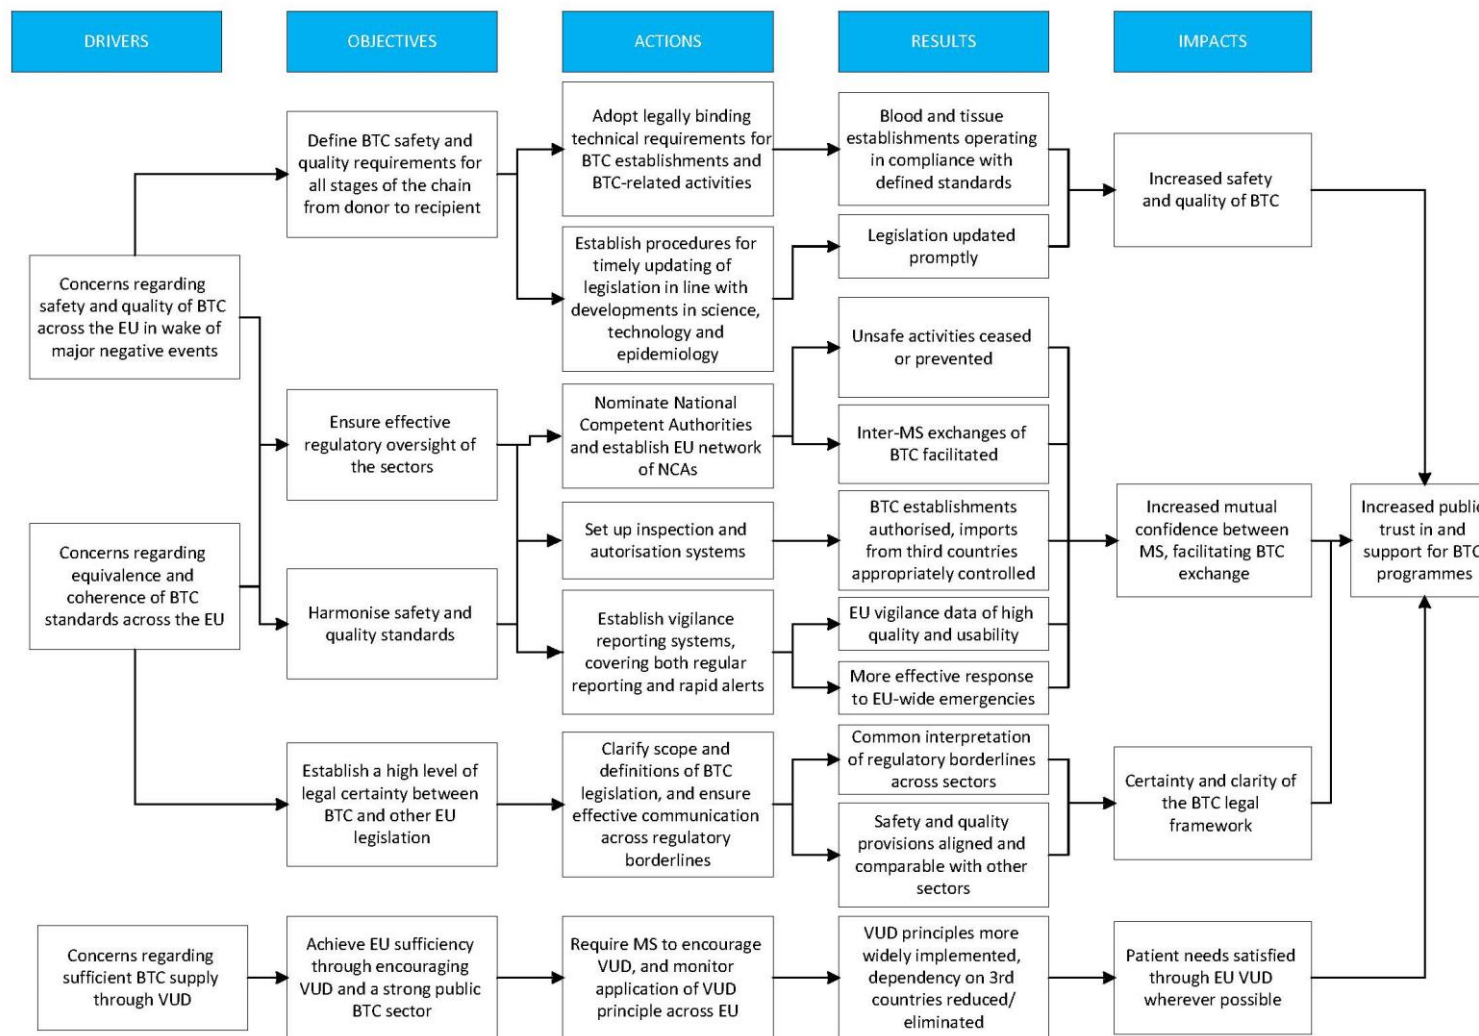 DRIVERS
OBJECTIVES
ACTIONS
RESULTS
IMPACTS
Concerns regarding
safety and quality of BTC
across the EU in wake of
major negative events
Concerns regarding
equivalence and
coherence of BTC
standards across the EU
Concerns regarding
sufficient BTC supply
through VUD
Define BTC safety and
quality requirements for
all stages of the chain
from donor to recipient
Ensure effective
regulatory oversight of
the sectors
Harmonise safety and
quality standards
Establish a high level of
legal certainty between
BTC and other EU
legislation
Achieve EU sufficiency
through encouraging
VUD and a strong public
BTC sector
Adopt legally binding
technical requirements for
BTC establishments and
BTC-related activities
Establish procedures for
timely updating of
legislation in line with
developments in science,
technology and
epidemiology
Nominate National
Competent Authorities
and establish EU network
of NCAs
Set up inspection and
autorisation systems
Establish vigilance
reporting systems,
covering both regular
reporting and rapid alerts
Clarify scope and
definitions of BTC
legislation, and ensure
effective communication
across regulatory
borderlines
Require MS to encourage
VUD, and monitor
application of VUD
principle across EU
Blood and tissue
establishments operating
in compliance with
defined standards
Legislation updated
promptly
Unsafe activities ceased
or prevented
Inter-MS exchanges of
BTC facilitated
BTC establishments
authorised, imports
from third countries
appropriately controlled
EU vigilance data of high
quality and usability
More effective response
to EU-wide emergencies
Common interpretation
of regulatory borderlines
across sectors
Safety and quality
provisions aligned and
comparable with other
sectors
VUD principles more
widely implemented,
dependency on 3rd
countries reduced/
eliminated
Increased safety
and quality of BTC
Increased mutual
confidence between
MS, facilitating BTC
exchange
Certainty and clarity of
the BTC legal
framework
Patient needs satisfied
through EU VUD
wherever possible
Increased public
trust in and
support for BTC
programmes